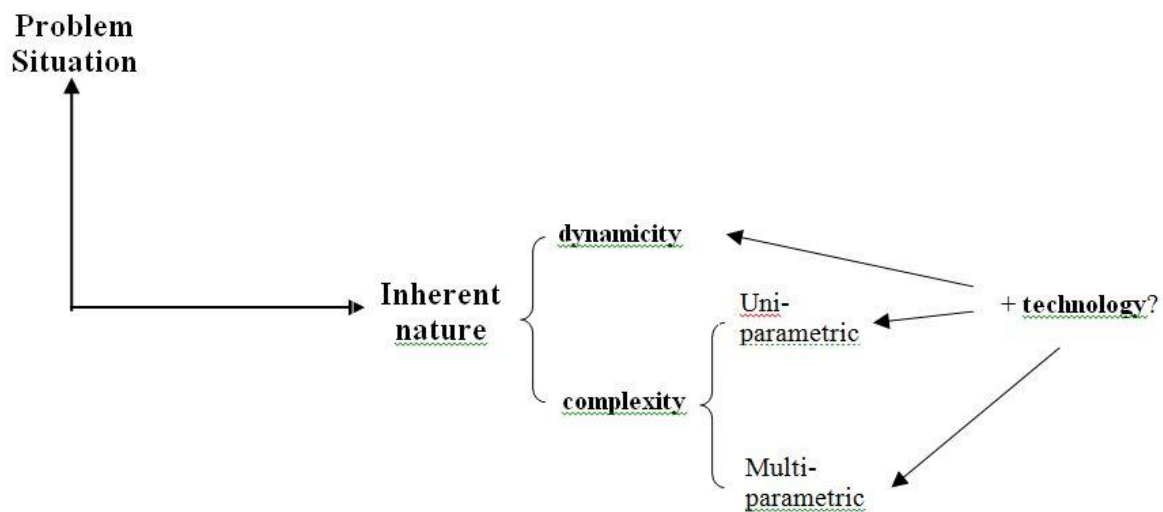 Problem
Situation
dynamicity
Inherent
nature
Uni-
parametric
+ technology?
complexity
Multi-
parametric